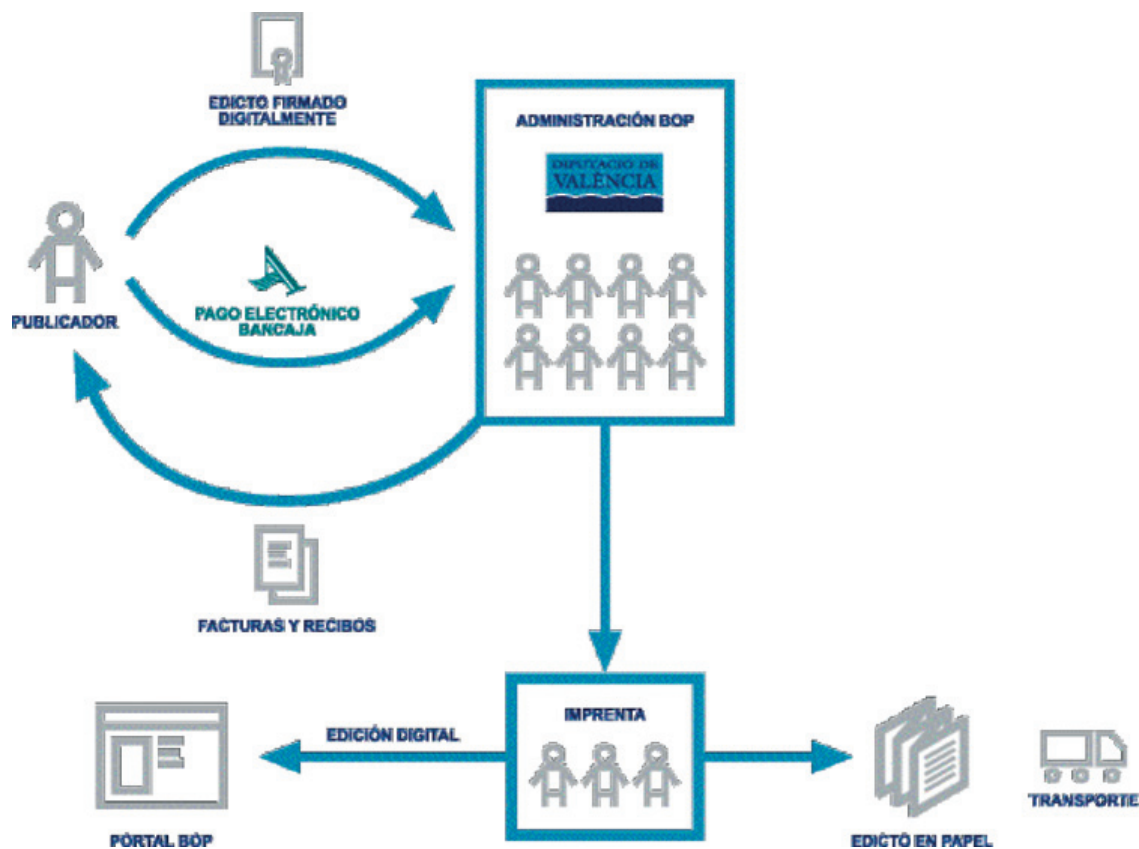 EDICTO FIRMADO
DIGITALMENTE
ADMINISTRACIÓN BOP
DIPUTACIÓ DE
VALÈNCIA
PUBLICADOR
PAGO ELECTRÓNICO
BANCAJA
FACTURAS Y RECIBOS
IMPRENTA
EDICIÓN DIGITAL
PORTAL BOP
EDICTO EN PAPEL
TRANSPORTE